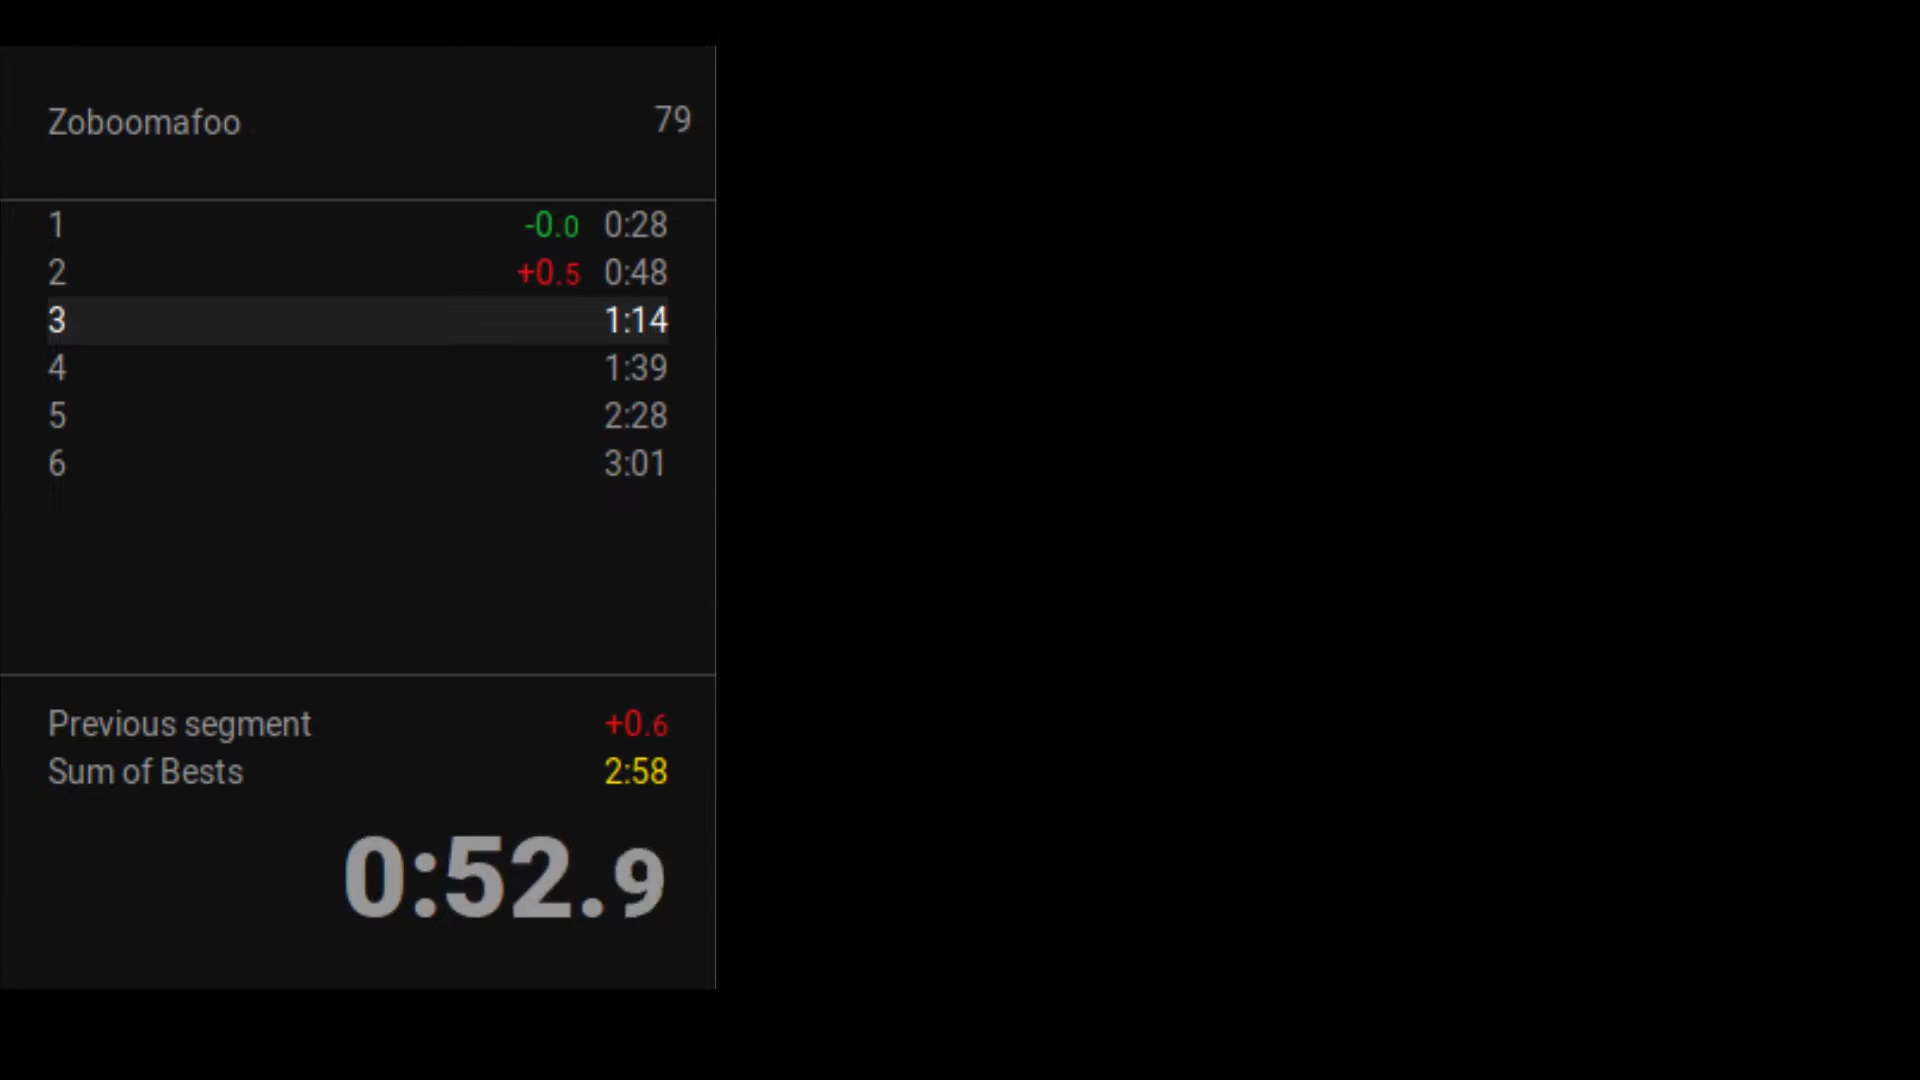 Zoboomafoo 79
1 -0.0 0:28
2 +0.5 0:48
3 1:14
4 1:39
5 2:28
6 3:01
Previous segment +0.6
Sum of Bests 2:58
0:52.9